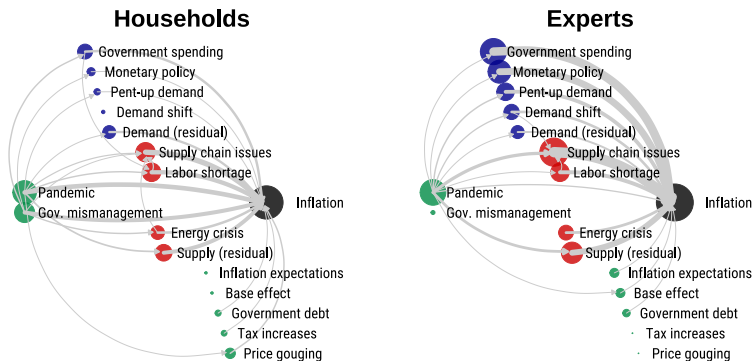 Households
Government spending
Monetary policy
Pent-up demand
Demand shift
Demand (residual)
Supply chain issues
Labor shortage
Pandemic
Inflation
Gov. mismanagement
Energy crisis
Supply (residual)
Inflation expectations
Base effect
Government debt
Tax increases
Price gouging
Experts
Government spending
Monetary policy
Pent-up demand
Demand shift
Demand (residual)
Supply chain issues
Labor shortage
Pandemic
Inflation
Gov. mismanagement
Energy crisis
Supply (residual)
Inflation expectations
Base effect
Government debt
Tax increases
Price gouging